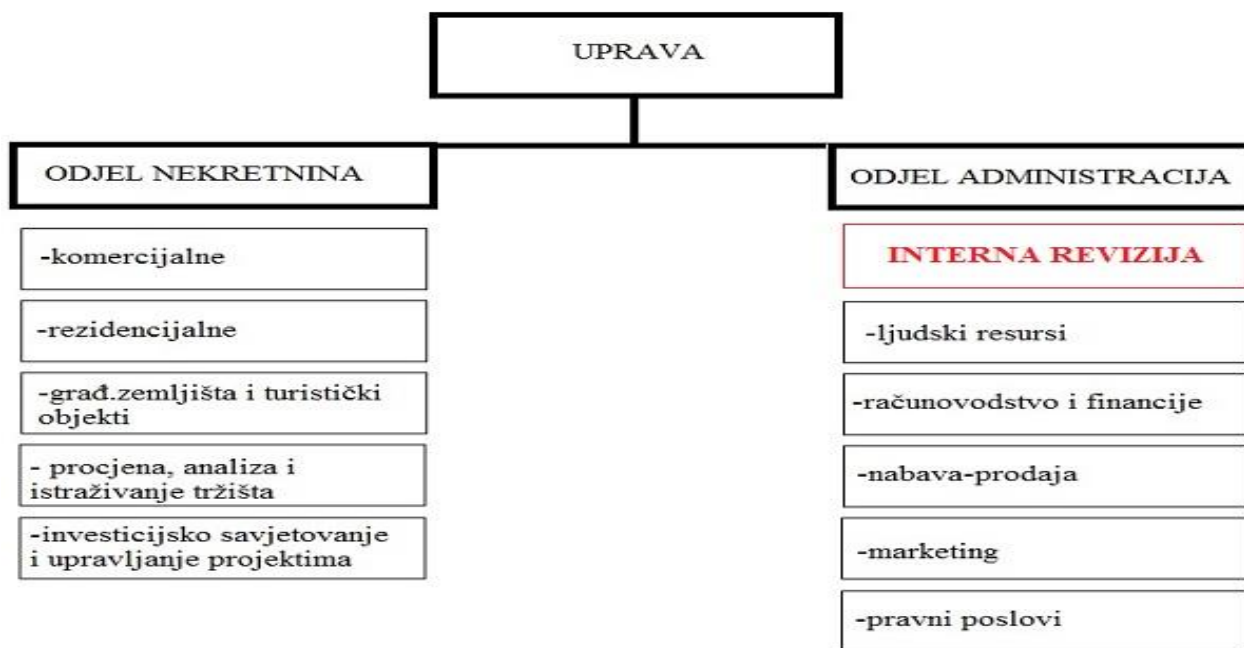 UPRAVA
ODJEL NEKRETNINA
-komercijalne
-rezidencijalne
-građ.zemljišta i turistički
objekti
- procjena, analiza i
istraživanje tržišta
-investicijsko savjetovanje
i upravljanje projektima
ODJEL ADMINISTRACIJA
INTERNA REVIZIJA
-ljudski resursi
-računovodstvo i financije
-nabava-prodaja
-marketing
-pravni poslovi